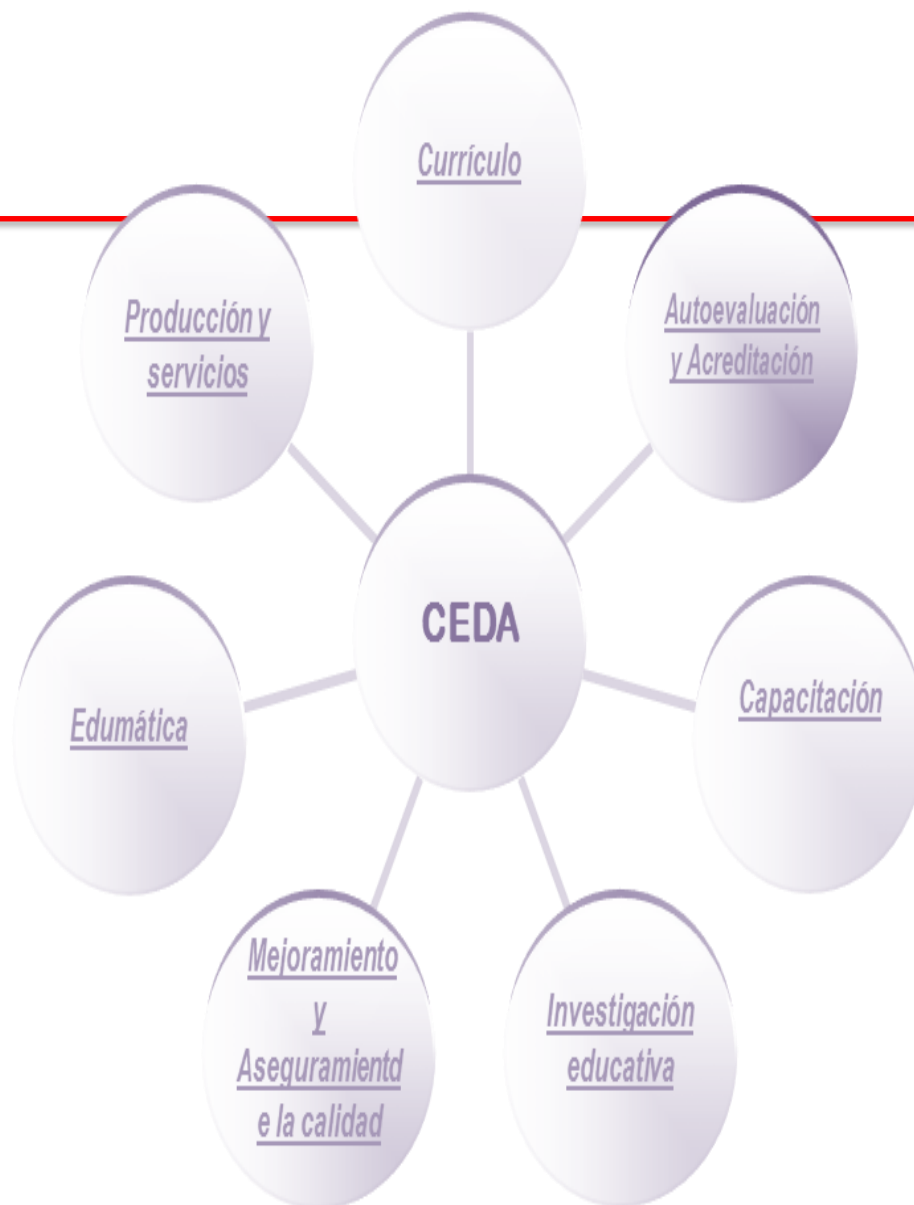 Currículo
Producción y
servicios
Autoevaluación
y Acreditación
CEDA
Capacitación
Edumática
Mejoramiento
y
Aseguramientd
e la calidad
Investigación
educativa